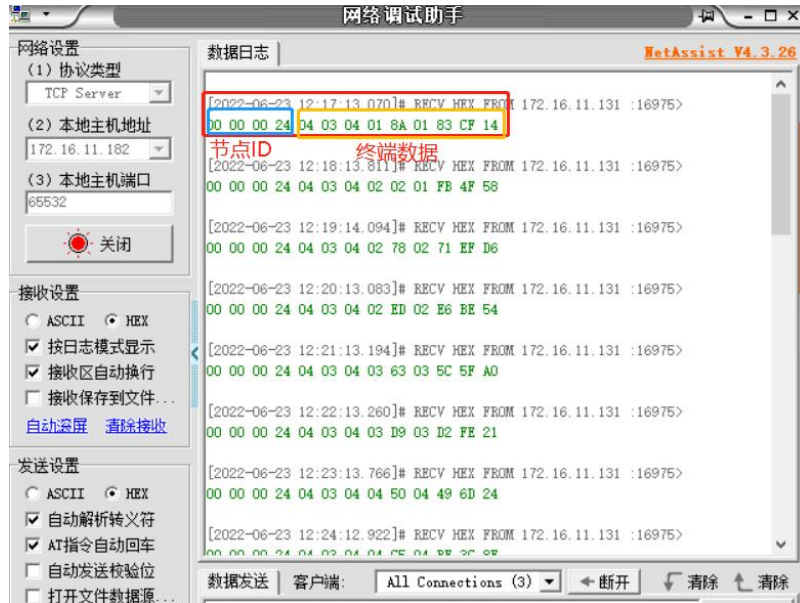 网络调试助手
网络设置
(1) 协议类型
TCP Server
(2) 本地主机地址
172. 16. 11. 182
(3) 本地主机端口
65532
关闭
接收设置
ASCII HEX
按日志模式显示
接收区自动换行
接收保存到文件...
自动滚屏 清除接收
发送设置
ASCII HEX
自动解析转义符
AT指令自动回车
自动发送校验位
打开文件数据源...
数据日志 NetAssist V4.3.26
[2022-06-23 12:17:13.070]# RECV HEX FROM 172.16.11.131 :16975>
00 00 00 24 04 03 04 01 8A 01 83 CF 14
节点ID 终端数据
[2022-06-23 12:18:13.811]# RECV HEX FROM 172.16.11.131 :16975>
00 00 00 24 04 03 04 02 02 01 FB 4F 58
[2022-06-23 12:19:14.094]# RECV HEX FROM 172.16.11.131 :16975>
00 00 00 24 04 03 04 02 78 02 71 EF D6
[2022-06-23 12:20:13.083]# RECV HEX FROM 172.16.11.131 :16975>
00 00 00 24 04 03 04 02 ED 02 E6 BE 54
[2022-06-23 12:21:13.194]# RECV HEX FROM 172.16.11.131 :16975>
00 00 00 24 04 03 04 03 63 03 5C 5F A0
[2022-06-23 12:22:13.260]# RECV HEX FROM 172.16.11.131 :16975>
00 00 00 24 04 03 04 03 D9 03 D2 FE 21
[2022-06-23 12:23:13.766]# RECV HEX FROM 172.16.11.131 :16975>
00 00 00 24 04 03 04 04 50 04 49 6D 24
[2022-06-23 12:24:12.922]# RECV HEX FROM 172.16.11.131 :16975>
00 00 00 24 04 03 04 04
数据发送 客户端: All Connections (3) 断开 清除 清除